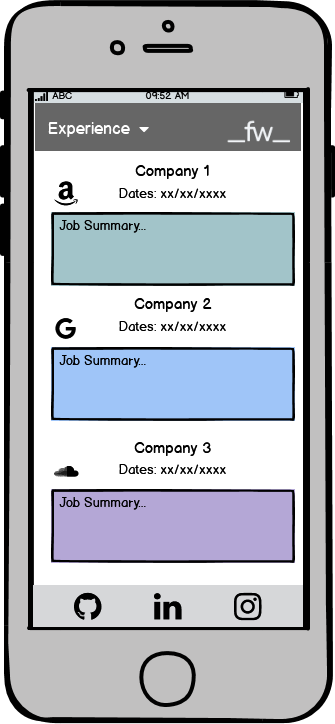 ABC 09:52 AM
Experience _fw_
Company 1
Dates: xx/xx/xxxx
Job Summary...
Company 2
Dates: xx/xx/xxxx
Job Summary...
Company 3
Dates: xx/xx/xxxx
Job Summary...